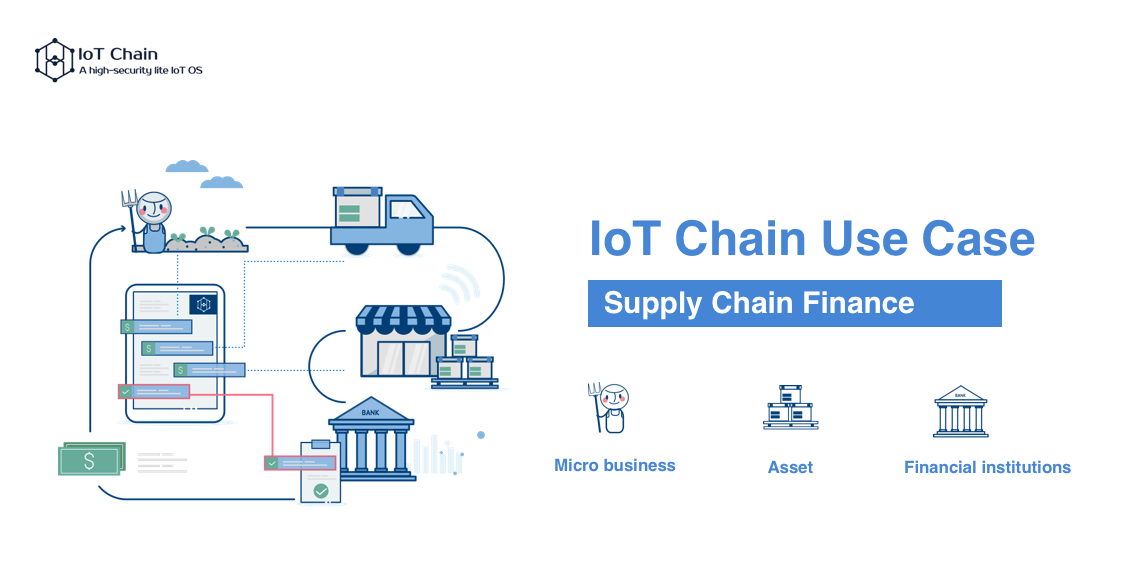 IoT Chain
A high-security lite IoT OS
IoT Chain Use Case
Supply Chain Finance
$
$
$
$
BANK
BANK
Micro business
Asset
Financial institutions